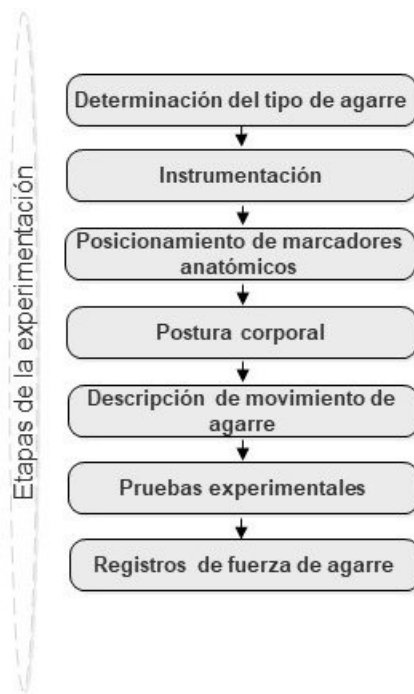 Etapas de la experimentación
Determinación del tipo de agarre
Instrumentación
Posicionamiento de marcadores
anatómicos
Postura corporal
Descripción de movimiento de
agarre
Pruebas experimentales
Registros de fuerza de agarre